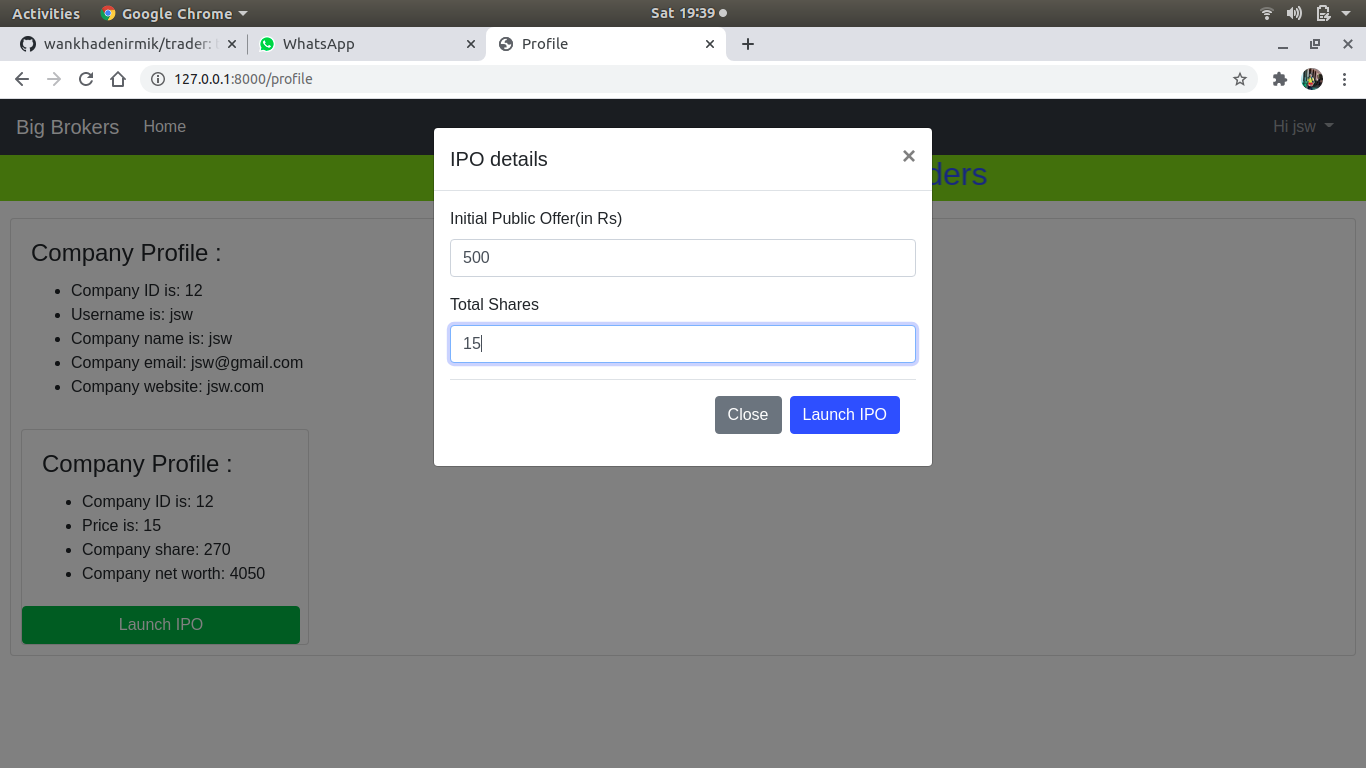 Activities Google Chrome Sat 19:39
wankhadenirmik/trader: WhatsApp Profile
127.0.0.1:8000/profile
Big Brokers Home Hi jsw
IPO details ×
ders
Initial Public Offer(in Rs)
500
Total Shares
15
Close Launch IPO
Company Profile :
Company ID is: 12
Username is: jsw
Company name is: jsw
Company email: jsw@gmail.com
Company website: jsw.com
Company Profile :
Company ID is: 12
Price is: 15
Company share: 270
Company net worth: 4050
Launch IPO